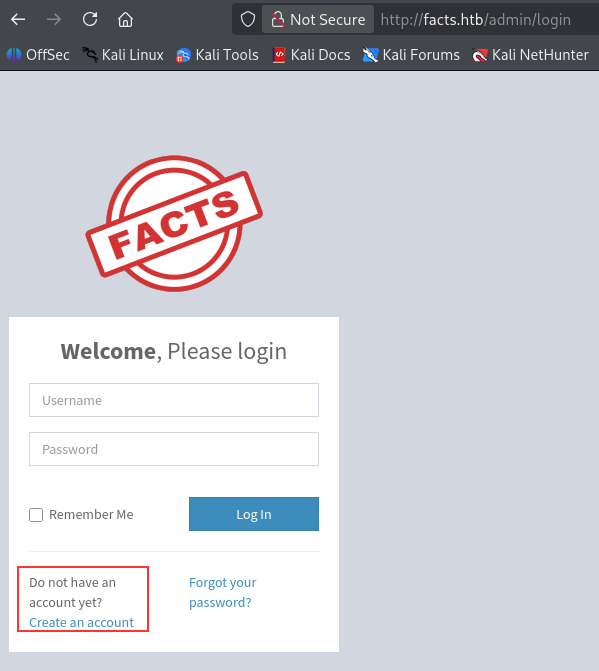 Not Secure http://facts.htb/admin/login
OffSec Kali Linux Kali Tools Kali Docs Kali Forums Kali NetHunter
FACTS
Welcome, Please login
Username
Password
Remember Me Log In
Do not have an
account yet?
Create an account
Forgot your
password?